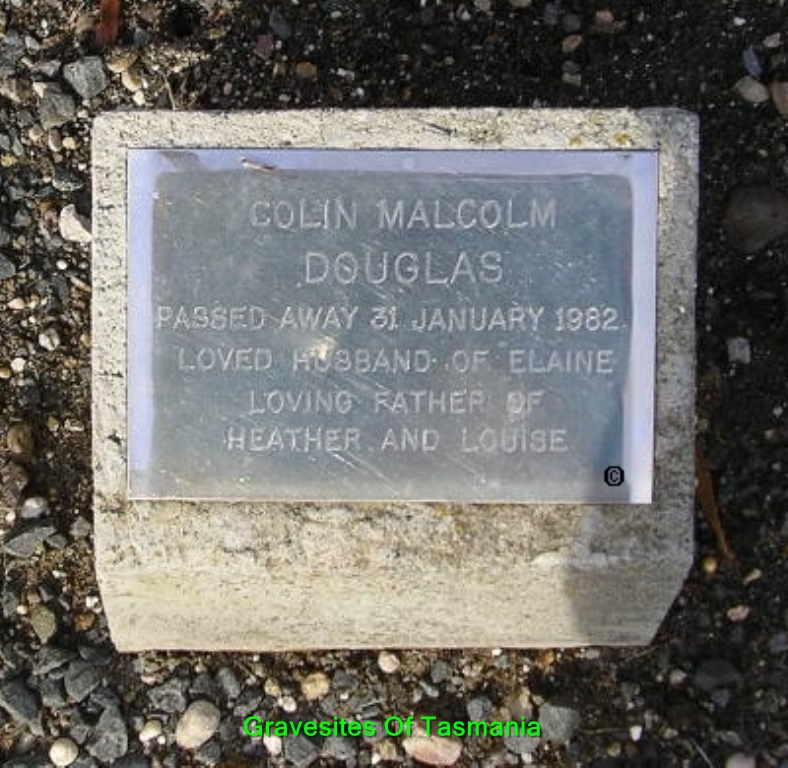 COLIN MALCOLM
DOUGLAS
PASSED AWAY 31 JANUARY 1982
LOVED HUSBAND OF ELAINE
LOVING FATHER OF
HEATHER AND LOUISE
©
Gravesites Of Tasmania